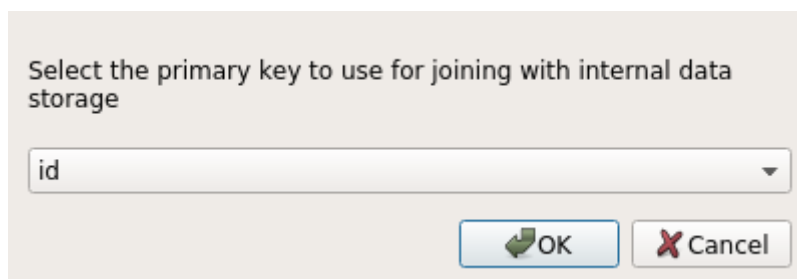 Select the primary key to use for joining with internal data
storage
id
OK
Cancel